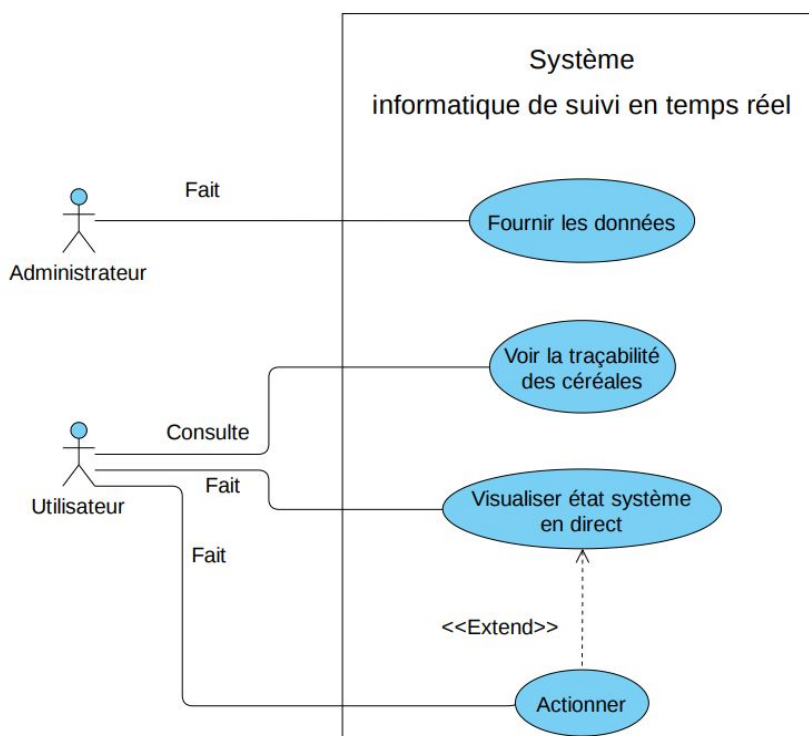 Système
informatique de suivi en temps réel
Fait
Fournir les données
Administrateur
Voir la traçabilité
des céréales
Consulte
Utilisateur
Fait
Visualiser état système
en direct
Fait
<<Extend>>
Actionner